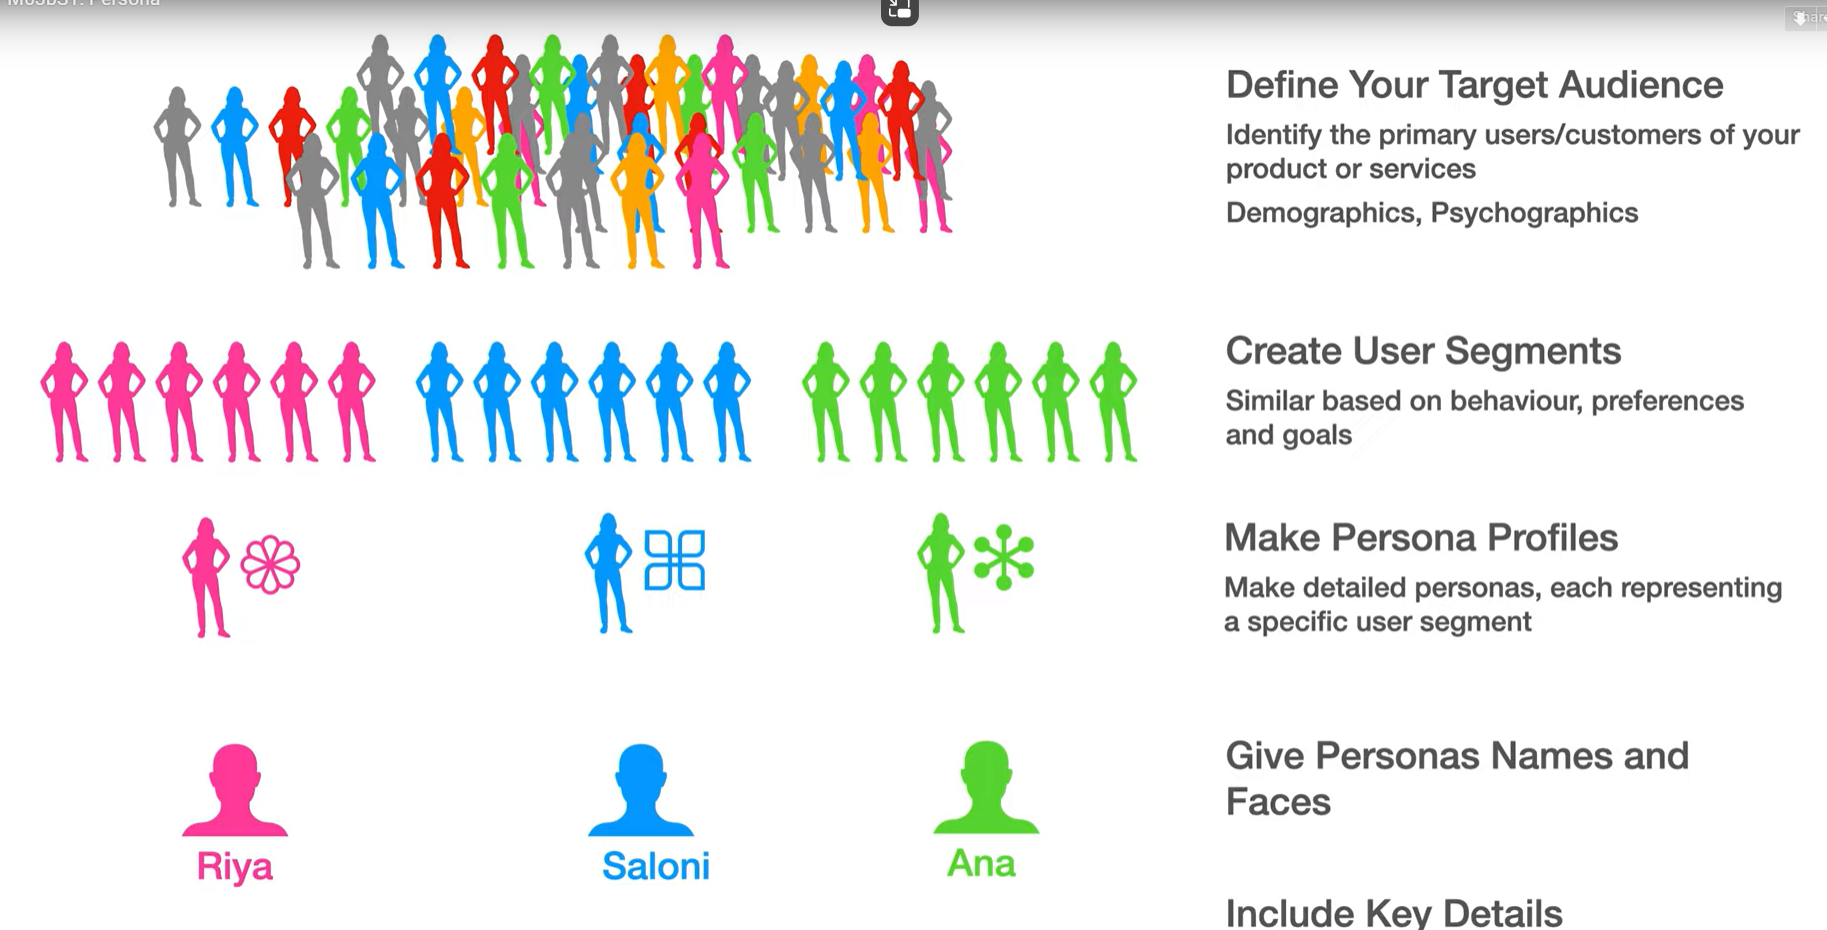 Define Your Target Audience
Identify the primary users/customers of your
product or services
Demographics, Psychographics
Create User Segments
Similar based on behaviour, preferences
and goals
Make Persona Profiles
Make detailed personas, each representing
a specific user segment
Give Personas Names and
Faces
Riya
Saloni
Ana
Include Key Details